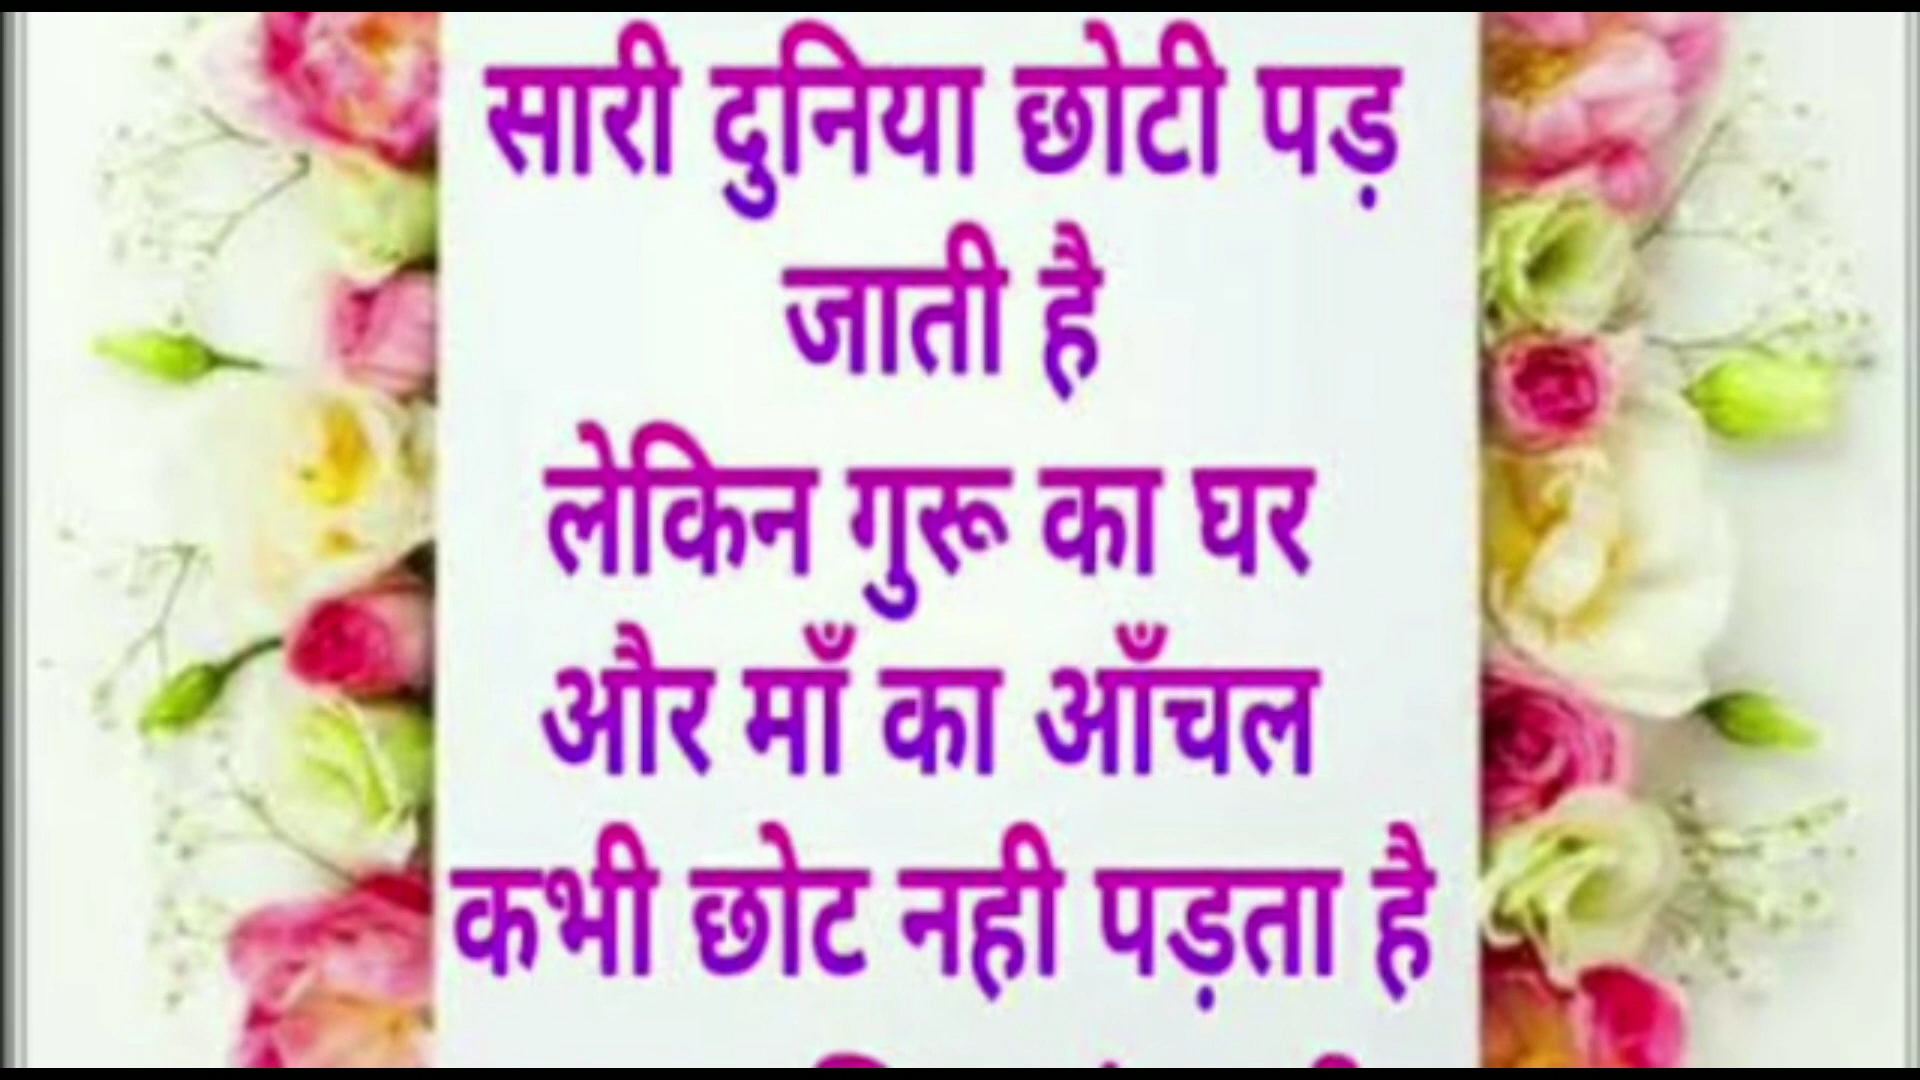 सारी दुनिया छोटी पड़
जाती है
लेकिन गुरू का घर
और माँ का आँचल
कभी छोट नही पड़ता है